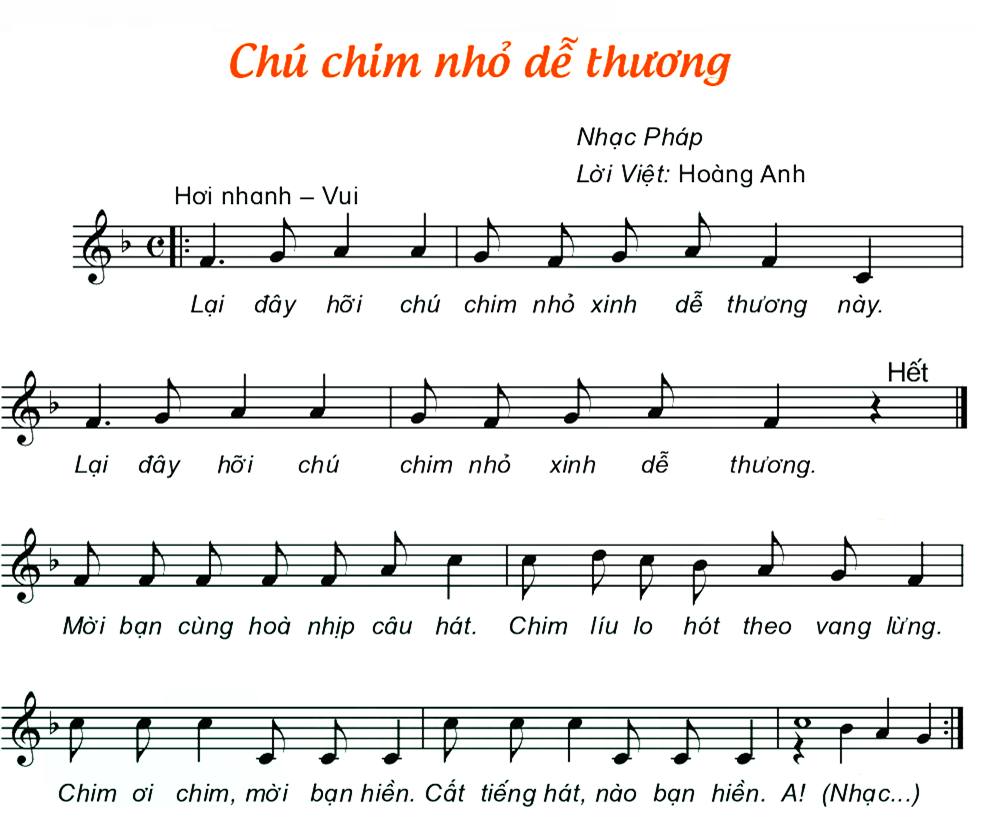 Chú chim nhỏ dễ thương
Nhạc Pháp
Lời Việt: Hoàng Anh
Hơi nhanh – Vui
Lại đây hỡi chú chim nhỏ xinh dễ thương này.
Hết
Lại đây hỡi chú chim nhỏ xinh dễ thương.
Mời bạn cùng hoà nhịp câu hát. Chim líu lo hót theo vang lừng.
Chim ơi chim, mời bạn hiền. Cất tiếng hát, nào bạn hiền. A! (Nhạc...)